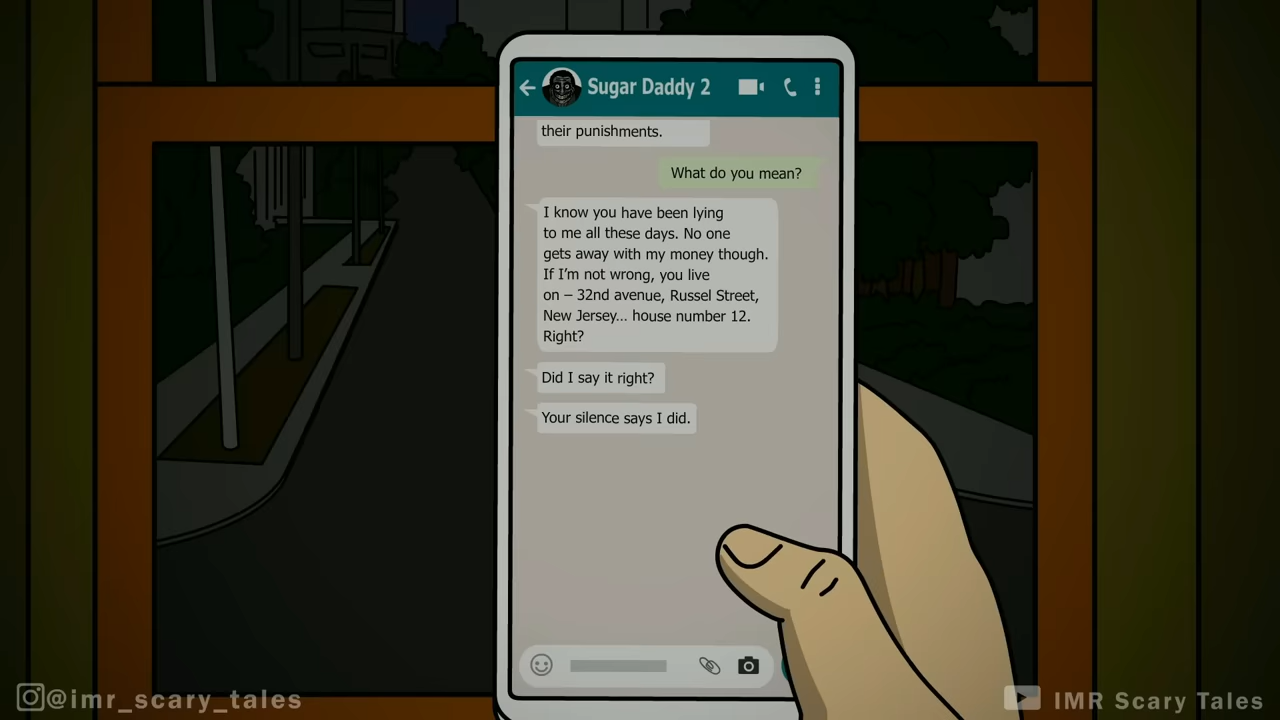 Sugar Daddy 2
their punishments.
What do you mean?
I know you have been lying
to me all these days. No one
gets away with my money though.
If I'm not wrong, you live
on – 32nd avenue, Russel Street,
New Jersey... house number 12.
Right?
Did I say it right?
Your silence says I did.
@imr_scary_tales
IMR Scary Tales